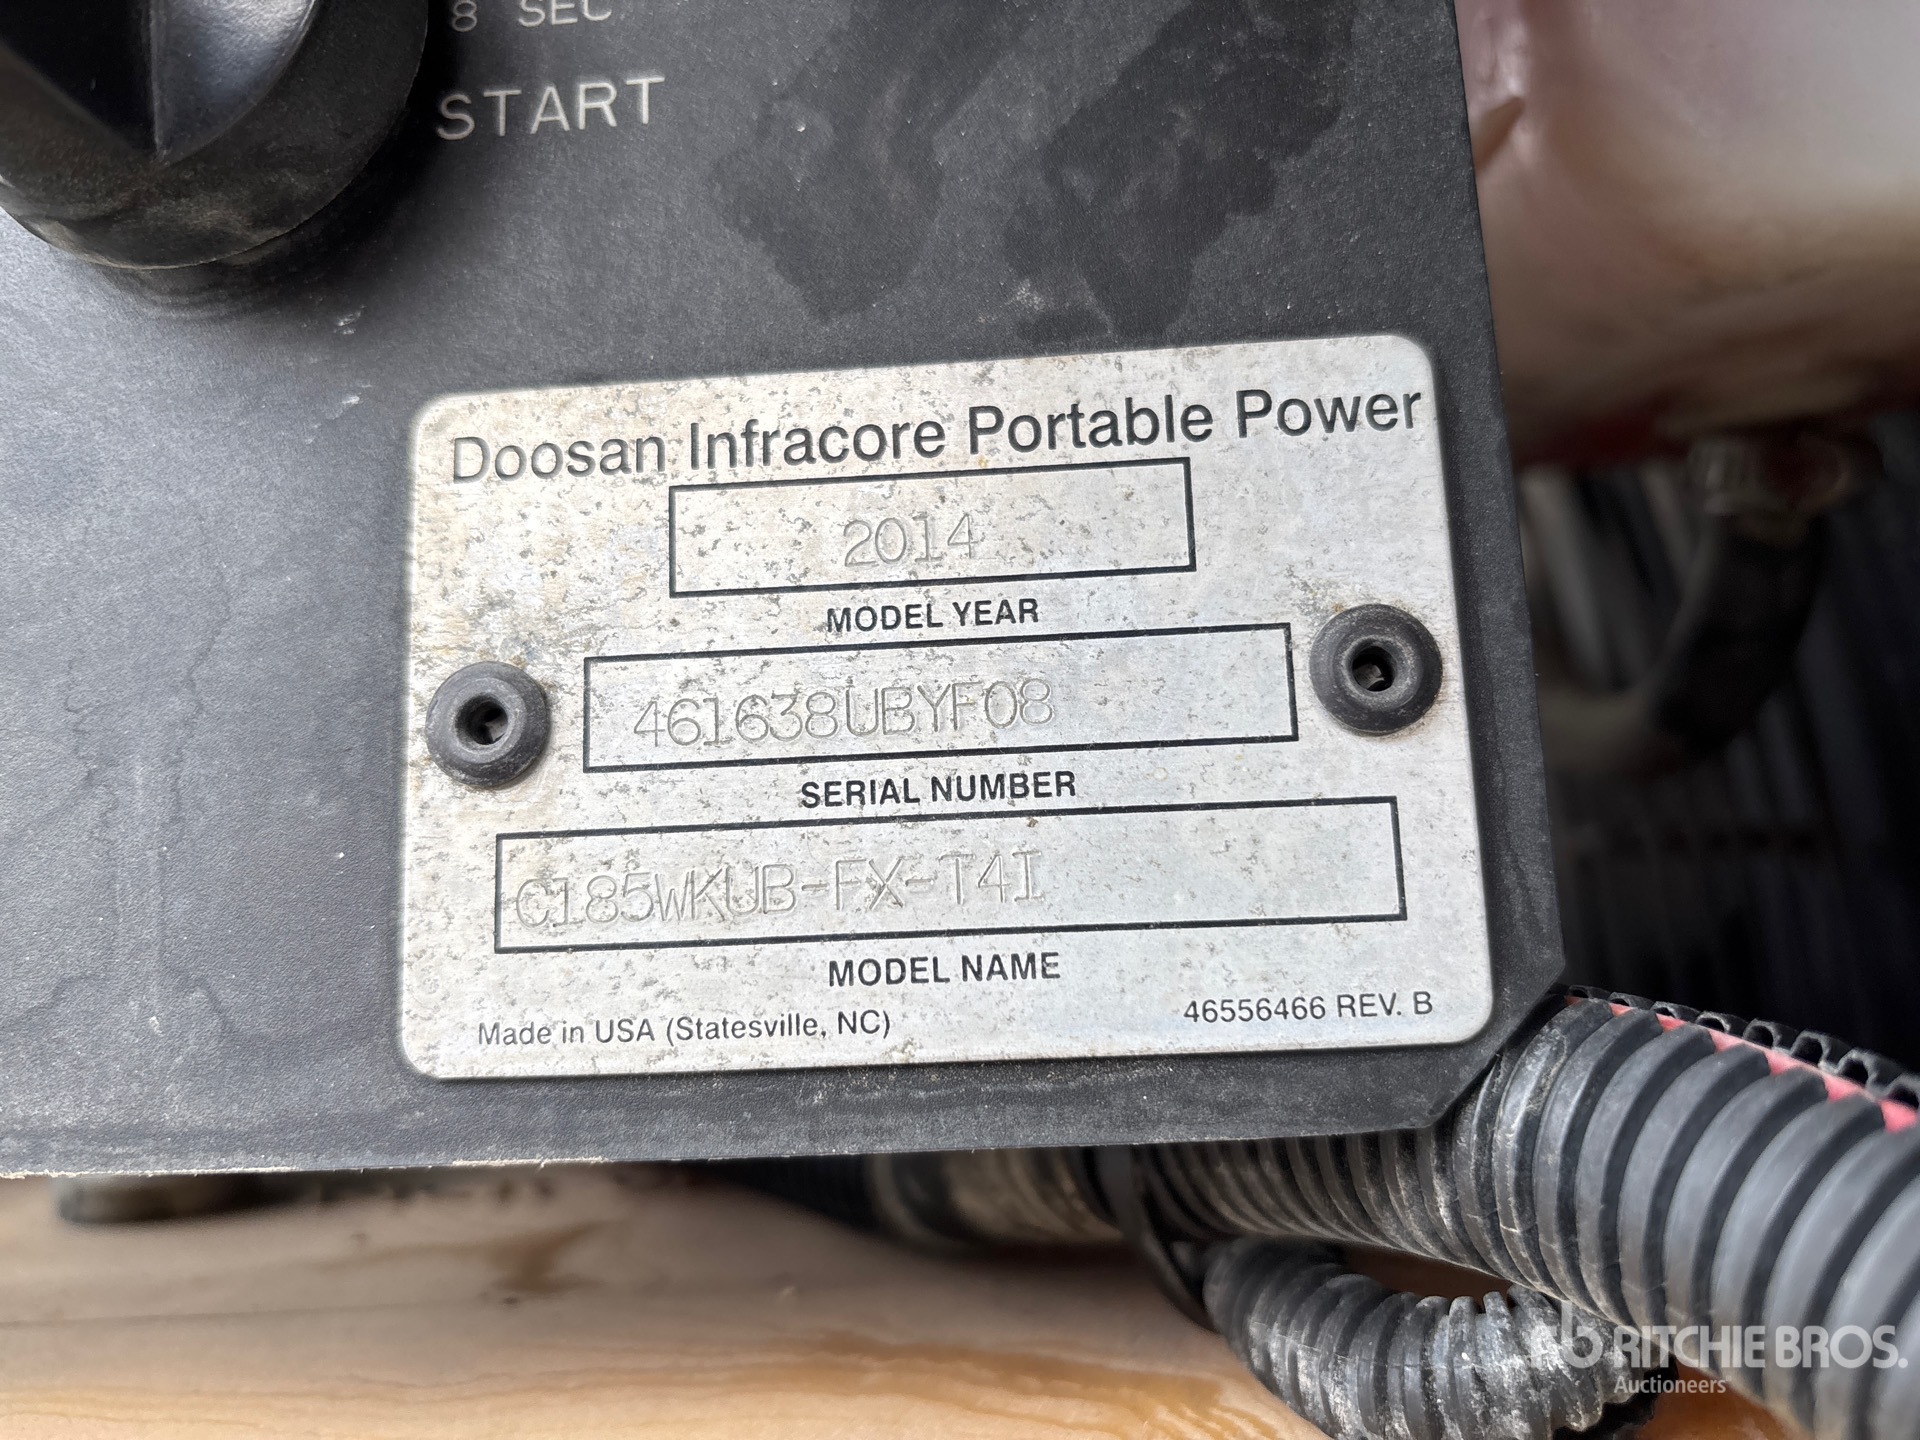 8 SEC
START
Doosan Infracore Portable Power
2014
MODEL YEAR
461638UBYF08
SERIAL NUMBER
C185WKUB-FX-T4I
MODEL NAME
Made in USA (Statesville, NC)
46556466 REV. B
rb RITCHIE BROS.
Auctioneers